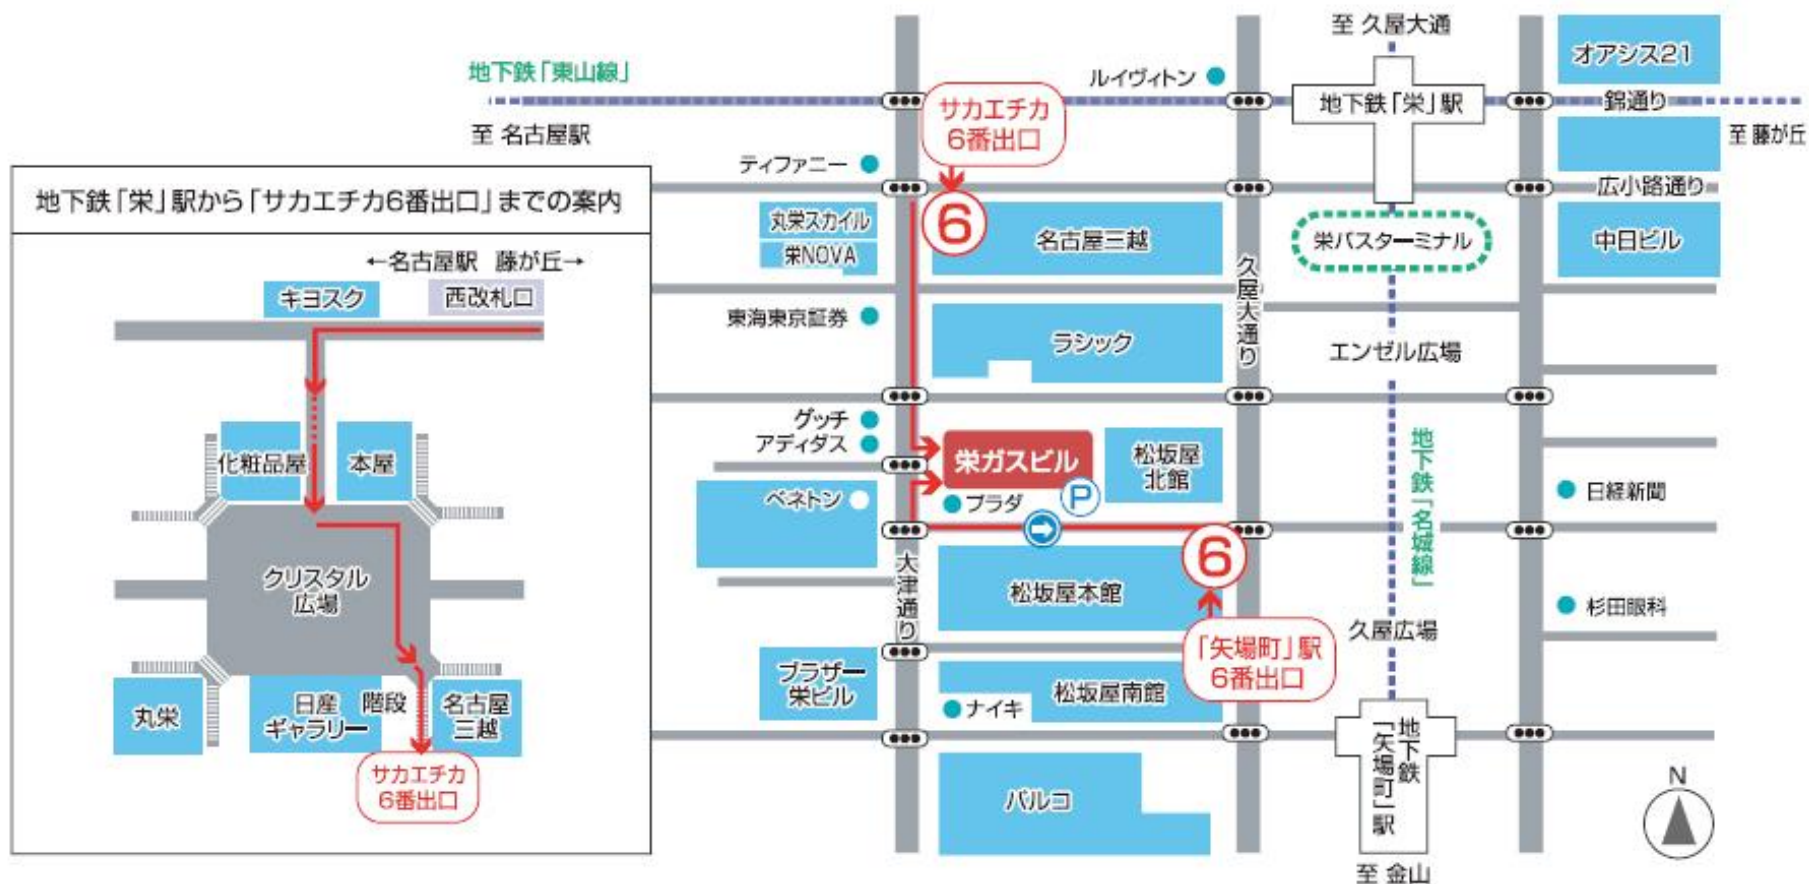 地下鉄「栄」駅から「サカエチカ6番出口」までの案内
←名古屋駅 藤が丘→
キヨスク
西改札口
化粧品屋
本屋
クリスタル
広場
丸栄
日産
ギャラリー
階段
名古屋
三越
サカエチカ
6番出口
地下鉄「東山線」
至 名古屋駅
ルイヴィトン
サカエチカ
6番出口
至 久屋大通
地下鉄「栄」駅
オアシス21
錦通り
至 藤が丘
ティファニー
広小路通り
丸栄スカイル
栄NOVA
6
名古屋三越
栄バスターミナル
中日ビル
久屋大通り
東海東京証券
ラシック
エンゼル広場
グッチ
アディダス
栄ガスビル
松坂屋
北館
地下鉄「名城線」
ベネトン
プラダ
P
日経新聞
6
大津通り
松坂屋本館
杉田眼科
久屋広場
「矢場町」駅
6番出口
ブラザー
栄ビル
松坂屋南館
ナイキ
地下鉄
「矢場町」駅
パルコ
N
至 金山